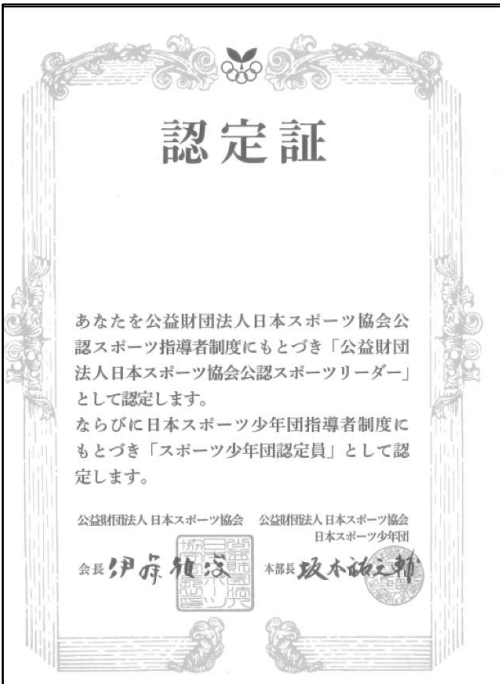 認定証
あなたを公益財団法人日本スポーツ協会公
認スポーツ指導者制度にもとづき「公益財団
法人日本スポーツ協会公認スポーツリーダー」
として認定します。
ならびに日本スポーツ少年団指導者制度に
もとづき「スポーツ少年団認定員」として認
定します。
公益財団法人 日本スポーツ協会 公益財団法人 日本スポーツ協会
日本スポーツ少年団
会長 伊藤雅俊 本部長 坂本祐之輔